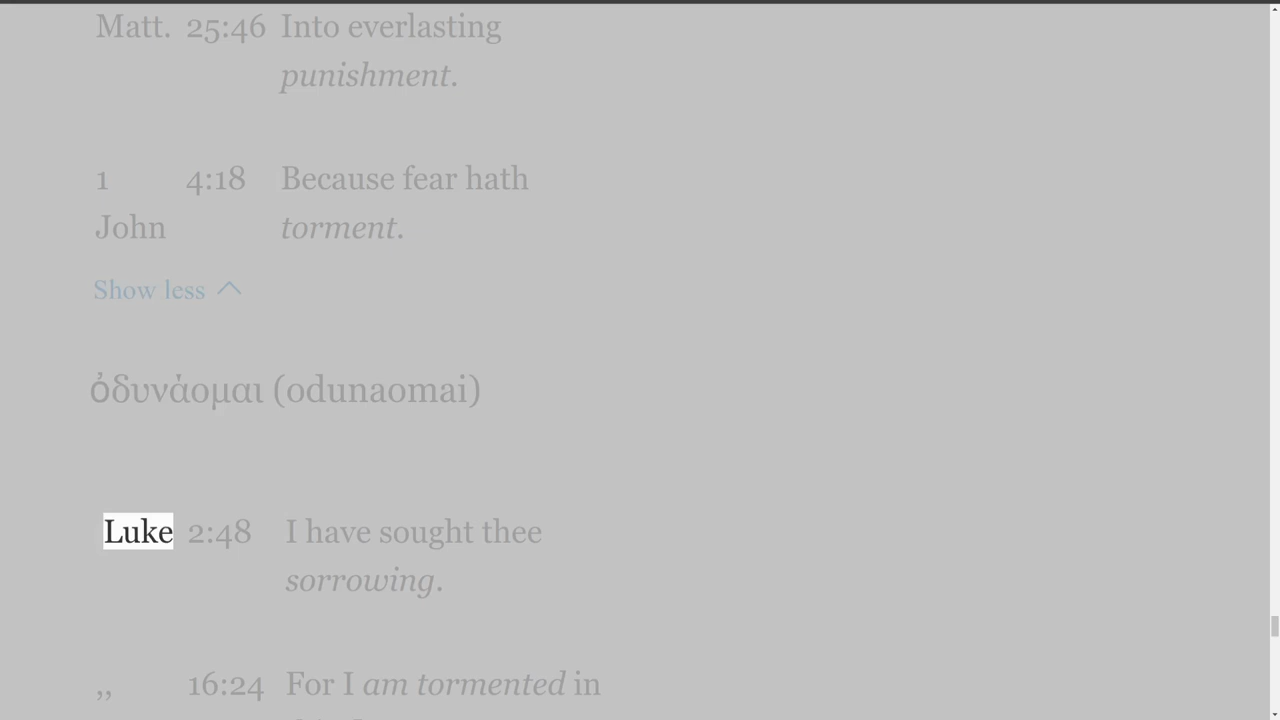 Matt. 25:46 Into everlasting
punishment.
1 4:18 Because fear hath
John torment.
Show less
ὀδυνάομαι (odunaomai)
Luke 2:48 I have sought thee
sorrowing.
,, 16:24 For I am tormented in